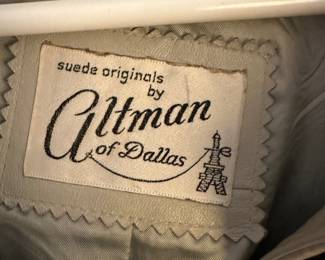 suede originals
by
Altman
of Dallas